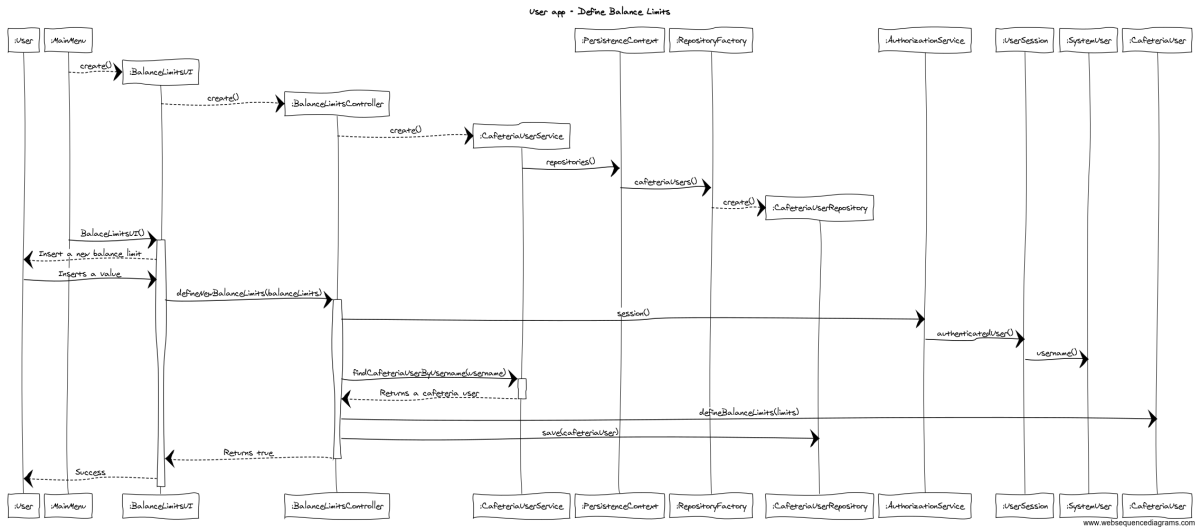 User app - Define Balance Limits
:User
:MainMenu
:PersistenceContext
:RepositoryFactory
:AuthorizationService
:UserSession
:SystemUser
:CafeteriaUser
create()
:BalanceLimitsUI
create()
:BalanceLimitsController
create()
:CafeteriaUserService
repositories()
cafeteriaUsers()
create()
:CafeteriaUserRepository
BalaceLimitsUI()
Insert a new balance limit
Inserts a value
defineNewBalanceLimits(balanceLimits)
session()
authenticatedUser()
username()
findCafeteriaUserByUsername(username)
Returns a cafeteria user
defineBalanceLimits(limits)
save(cafeteriaUser)
Returns true
Success
:User
:MainMenu
:BalanceLimitsUI
:BalanceLimitsController
:CafeteriaUserService
:PersistenceContext
:RepositoryFactory
:CafeteriaUserRepository
:AuthorizationService
:UserSession
:SystemUser
:CafeteriaUser
www.websequencediagrams.com